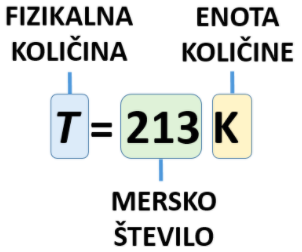 FIZIKALNA
KOLIČINA
ENOTA
KOLIČINE
T = 213 K
MERSKO
ŠTEVILO